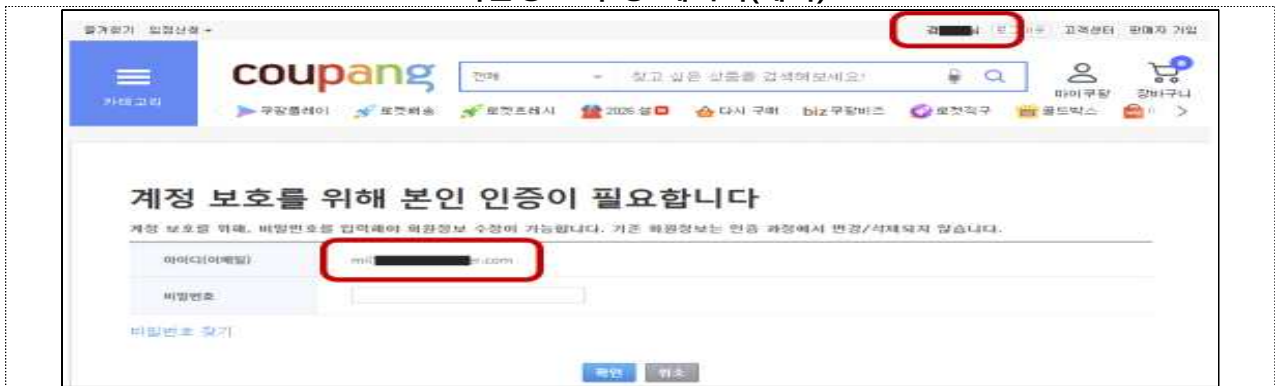 즐겨찾기 입점신청
고객센터 판매자 가입
카테고리
coupang
전체
찾고 싶은 상품을 검색해보세요!
마이쿠팡
장바구니
쿠팡플레이 로켓배송 로켓프레시 2026 설 다시 구매 biz 쿠팡비즈 로켓직구 골드박스
계정 보호를 위해 본인 인증이 필요합니다
계정 보호를 위해, 비밀번호를 입력해야 회원정보 수정이 가능합니다. 기존 회원정보는 인증 과정에서 변경/삭제되지 않습니다.
아이디(이메일)
비밀번호
비밀번호 찾기
확인 취소